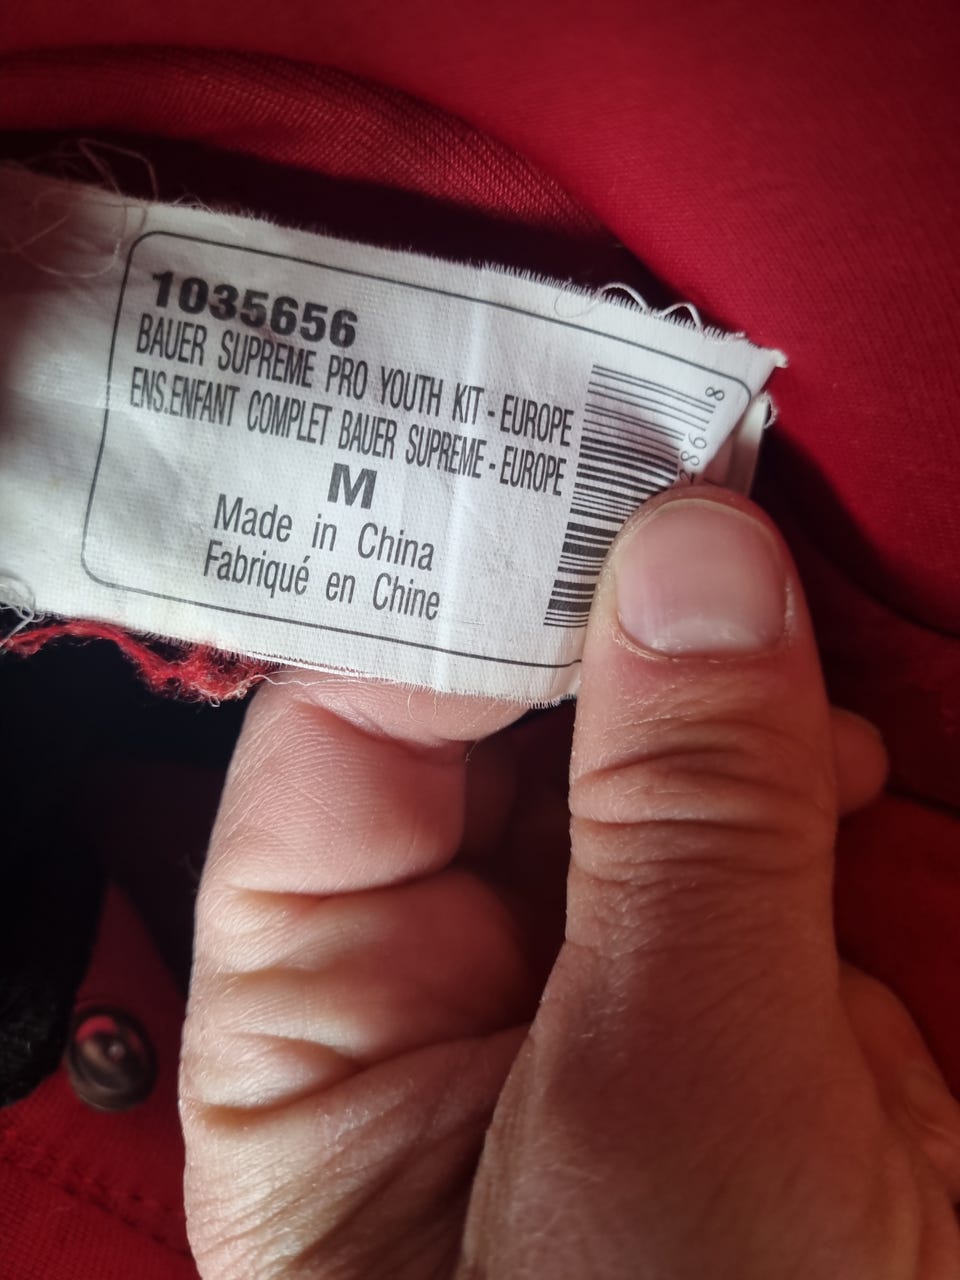 1035656
BAUER SUPREME PRO YOUTH KIT - EUROPE
ENS.ENFANT COMPLET BAUER SUPREME - EUROPE
M
Made in China
Fabriqué en Chine